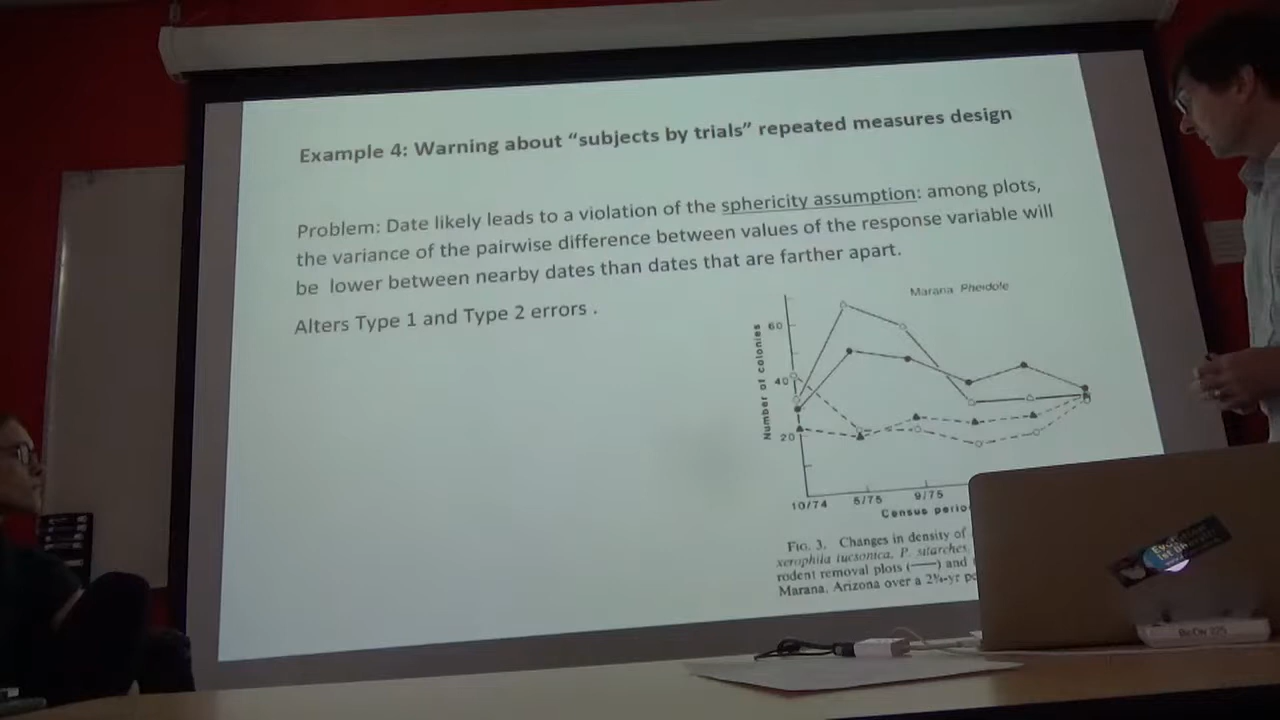 Example 4: Warning about “subjects by trials” repeated measures design
Problem: Date likely leads to a violation of the sphericity assumption: among plots,
the variance of the pairwise difference between values of the response variable will
be lower between nearby dates than dates that are farther apart.
Alters Type 1 and Type 2 errors .
Marana Pheidole
Number of colonies
60
40
20
10/74 5/75 9/75
Census perio
FIG. 3. Changes in density of
xerophila tucsonica, P. sitarches
rodent removal plots (——) and
Marana, Arizona over a 2½-yr